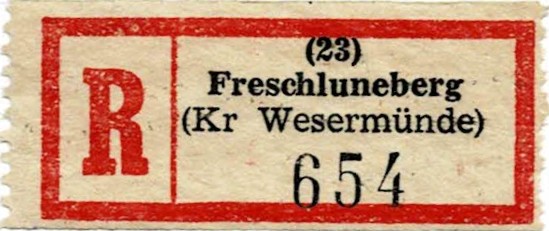 R
(23)
Freschluneberg
(Kr Wesermünde)
654